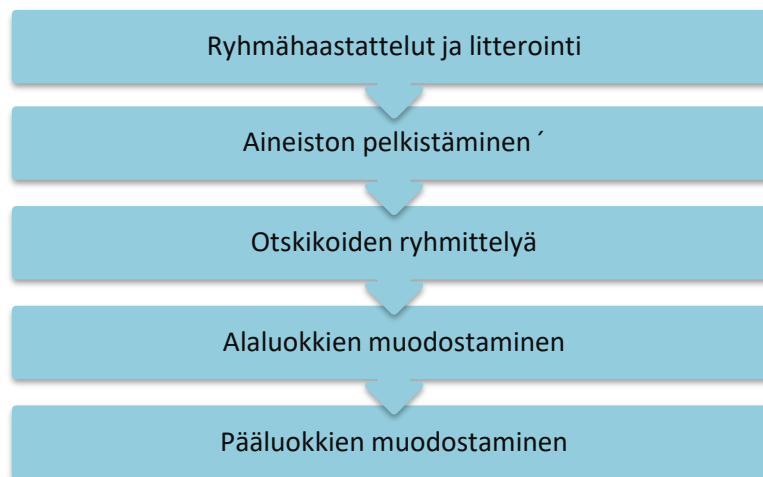 Ryhmähaastattelut ja litterointi
Aineiston pelkistäminen ´
Otskikoiden ryhmittelyä
Alaluokkien muodostaminen
Pääluokkien muodostaminen